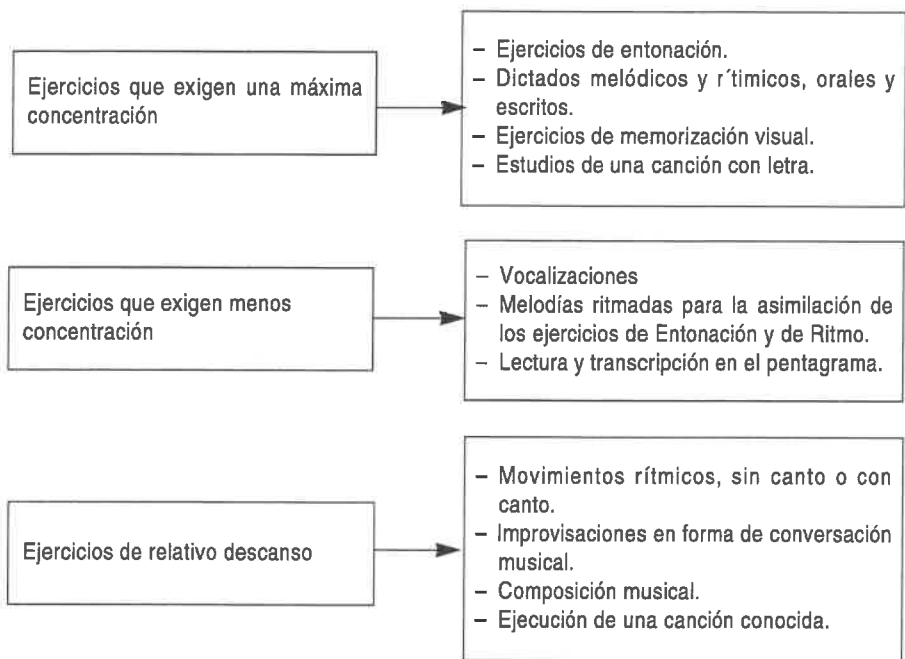 Ejercicios que exigen una máxima
concentración
– Ejercicios de entonación.
– Dictados melódicos y r´timicos, orales y
escritos.
– Ejercicios de memorización visual.
– Estudios de una canción con letra.
Ejercicios que exigen menos
concentración
– Vocalizaciones
– Melodías ritmadas para la asimilación de
los ejercicios de Entonación y de Ritmo.
– Lectura y transcripción en el pentagrama.
Ejercicios de relativo descanso
– Movimientos rítmicos, sin canto o con
canto.
– Improvisaciones en forma de conversación
musical.
– Composición musical.
– Ejecución de una canción conocida.